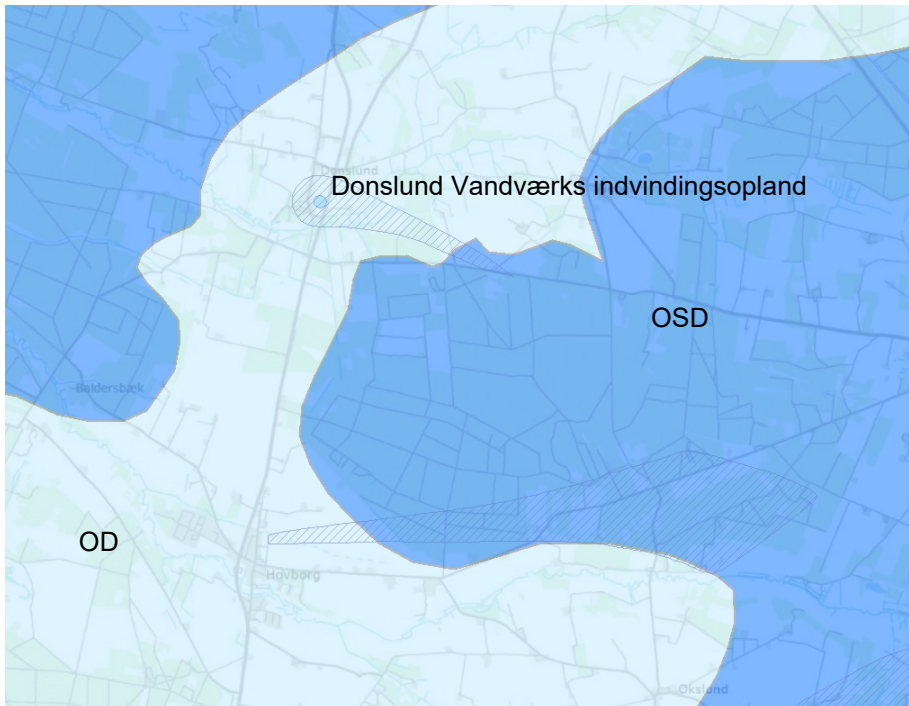 Donslund
Donslund Vandværks indvindingsopland
OSD
Baldersbæk
OD
Hovborg
Okslund